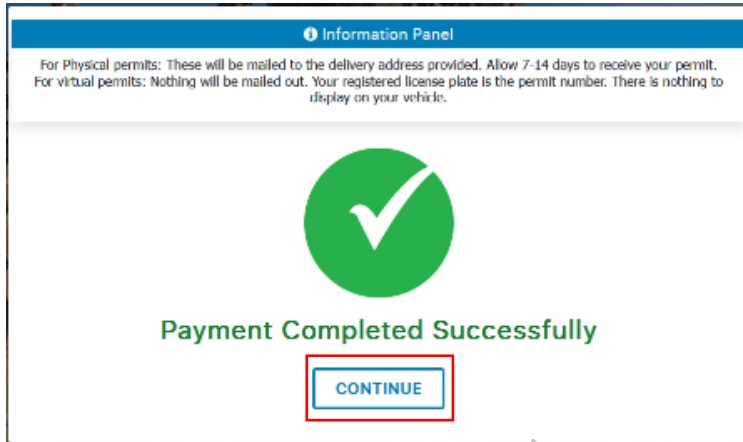 Information Panel
For Physical permits: These will be mailed to the delivery address provided. Allow 7-14 days to receive your permit.
For virtual permits: Nothing will be mailed out. Your registered license plate is the permit number. There is nothing to
display on your vehicle.
Payment Completed Successfully
CONTINUE